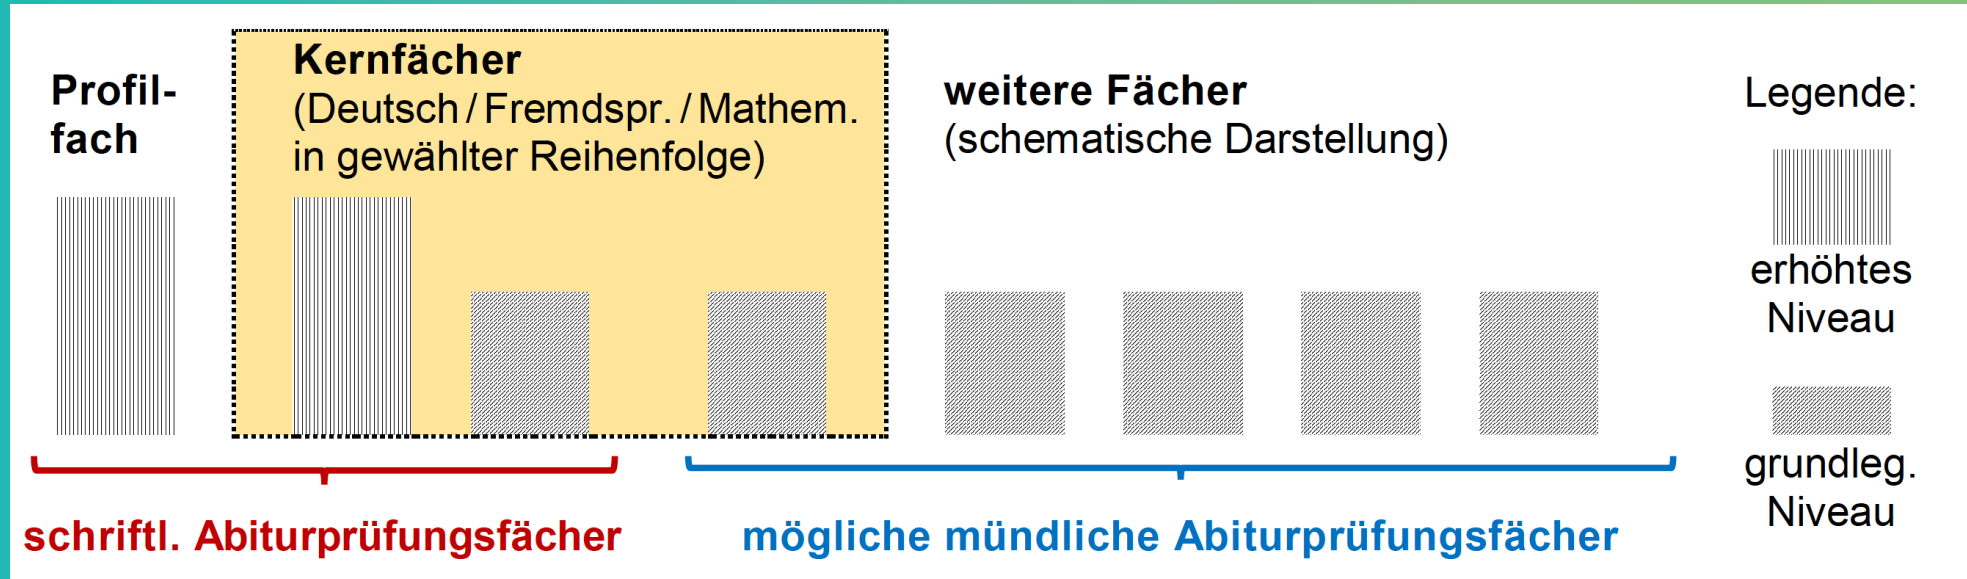 Profil-
fach
Kernfächer
(Deutsch / Fremdspr. / Mathem.
in gewählter Reihenfolge)
weitere Fächer
(schematische Darstellung)
Legende:
erhöhtes
Niveau
grundleg.
Niveau
schriftl. Abiturprüfungsfächer
mögliche mündliche Abiturprüfungsfächer